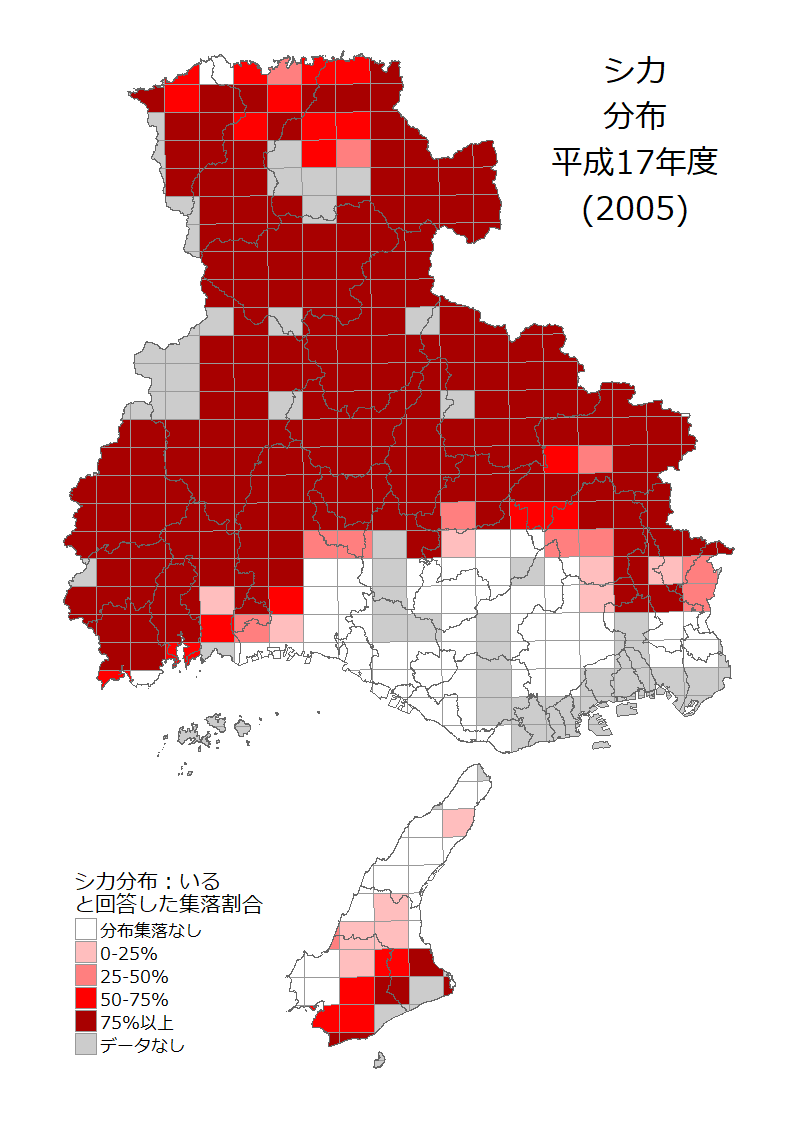 シカ
分布
平成17年度
(2005)
シカ分布：いる
と回答した集落割合
分布集落なし
0-25%
25-50%
50-75%
75%以上
データなし